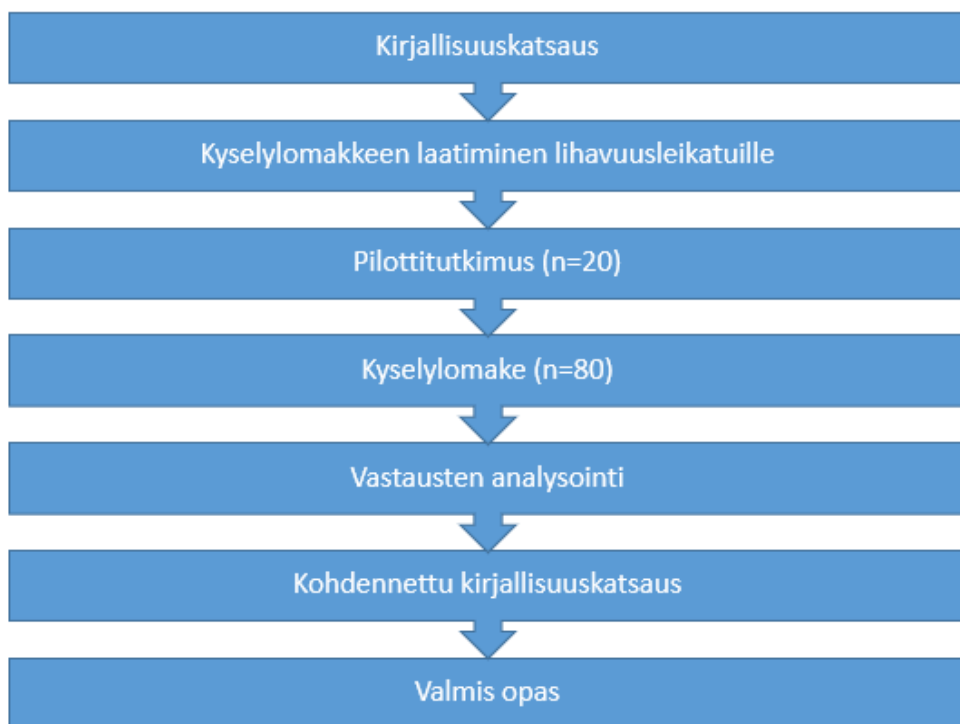 Kirjallisuuskatsaus
Kyselylomakkeen laatiminen lihavuusleikatuille
Pilottitutkimus (n=20)
Kyselylomake (n=80)
Vastausten analysointi
Kohdennettu kirjallisuuskatsaus
Valmis opas